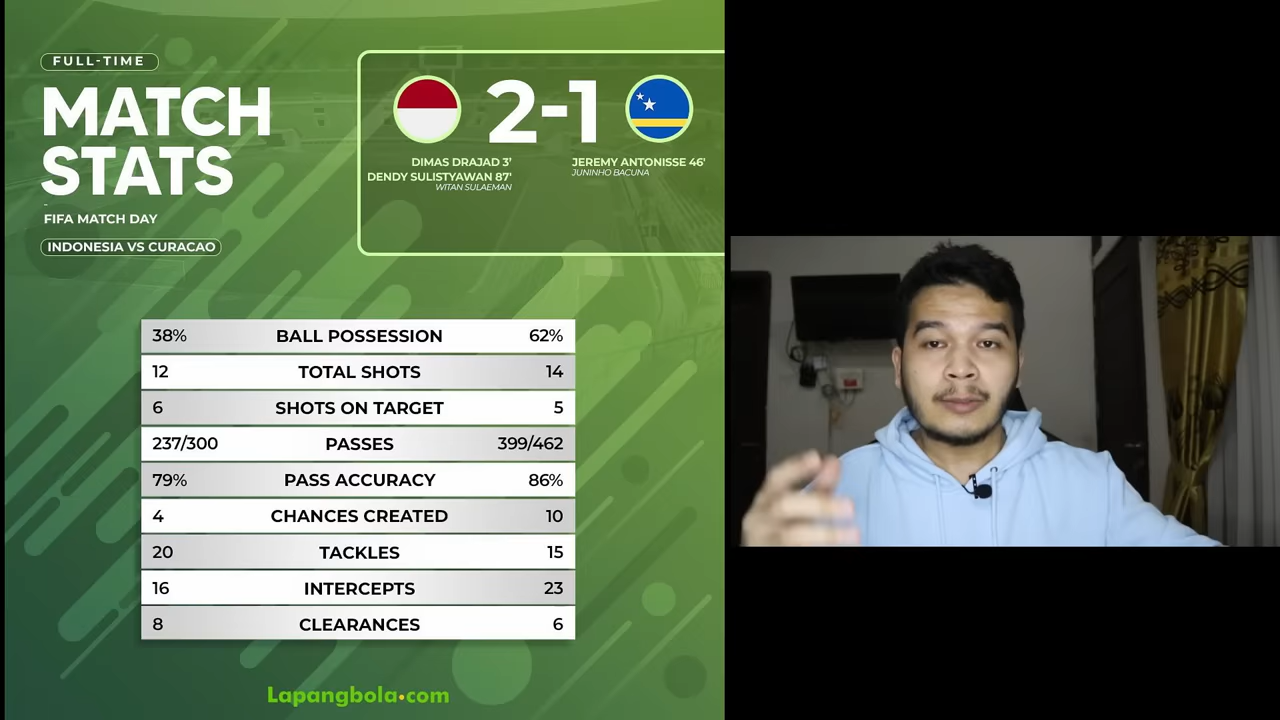 FULL-TIME
MATCH
STATS
-
FIFA MATCH DAY
INDONESIA VS CURACAO
2-1
DIMAS DRAJAD 3'
DENDY SULISTYAWAN 87'
WITAN SULAEMAN
JEREMY ANTONISSE 46'
JUNINHO BACUNA
38% BALL POSSESSION 62%
12 TOTAL SHOTS 14
6 SHOTS ON TARGET 5
237/300 PASSES 399/462
79% PASS ACCURACY 86%
4 CHANCES CREATED 10
20 TACKLES 15
16 INTERCEPTS 23
8 CLEARANCES 6
Lapangbola.com